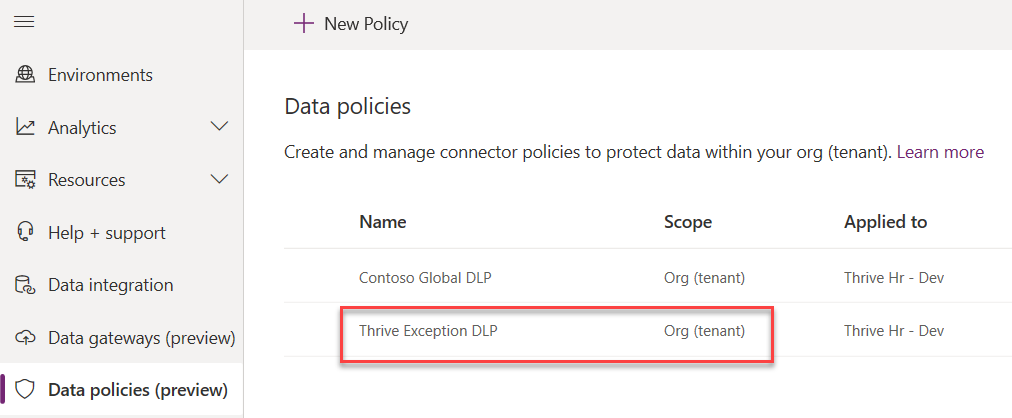 New Policy
Environments
Analytics
Resources
Help + support
Data integration
Data gateways (preview)
Data policies (preview)
Data policies
Create and manage connector policies to protect data within your org (tenant). Learn more
Name Scope Applied to
Contoso Global DLP Org (tenant) Thrive Hr - Dev
Thrive Exception DLP Org (tenant) Thrive Hr - Dev